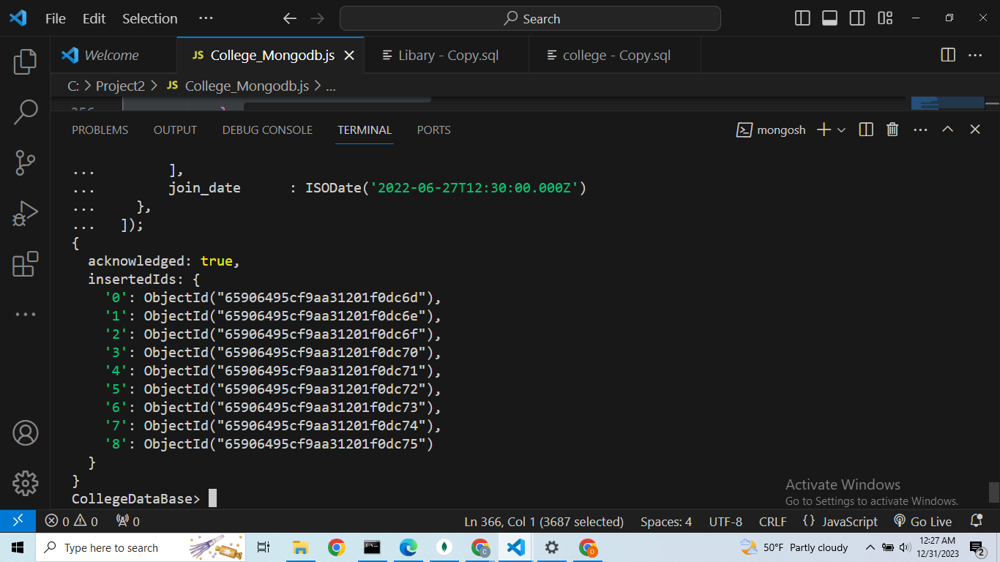 File Edit Selection ... Search
Welcome JS College_Mongodb.js Libary - Copy.sql college - Copy.sql
C: > Project2 > JS College_Mongodb.js > ...
PROBLEMS OUTPUT DEBUG CONSOLE TERMINAL PORTS mongosh
... ],
... join_date : ISODate('2022-06-27T12:30:00.000Z')
... },
... ]);
{
acknowledged: true,
insertedIds: {
'0': ObjectId("65906495cf9aa31201f0dc6d"),
'1': ObjectId("65906495cf9aa31201f0dc6e"),
'2': ObjectId("65906495cf9aa31201f0dc6f"),
'3': ObjectId("65906495cf9aa31201f0dc70"),
'4': ObjectId("65906495cf9aa31201f0dc71"),
'5': ObjectId("65906495cf9aa31201f0dc72"),
'6': ObjectId("65906495cf9aa31201f0dc73"),
'7': ObjectId("65906495cf9aa31201f0dc74"),
'8': ObjectId("65906495cf9aa31201f0dc75")
}
}
CollegeDataBase>
Activate Windows
Go to Settings to activate Windows.
0 0 0 Ln 366, Col 1 (3687 selected) Spaces: 4 UTF-8 CRLF {} JavaScript Go Live
Type here to search 50°F Partly cloudy 12:27 AM
12/31/2023 2